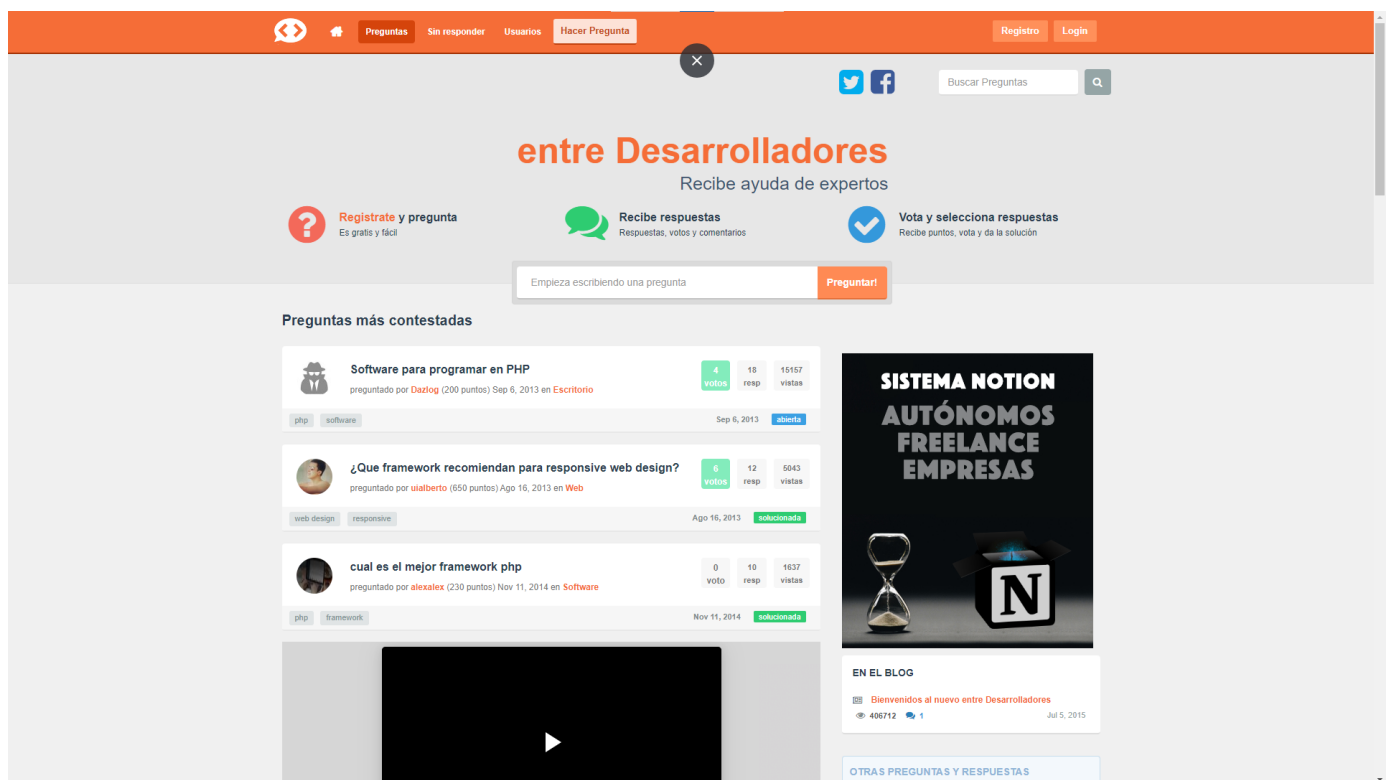 Preguntas Sin responder Usuarios Hacer Pregunta Registro Login
Buscar Preguntas
entre Desarrolladores
Recibe ayuda de expertos
Registrate y pregunta
Es gratis y fácil
Recibe respuestas
Respuestas, votos y comentarios
Vota y selecciona respuestas
Recibe puntos, vota y da la solución
Empieza escribiendo una pregunta Preguntar!
Preguntas más contestadas
Software para programar en PHP
preguntado por Dazlog (200 puntos) Sep 6, 2013 en Escritorio
4 votos 18 resp 15157 vistas
php software Sep 6, 2013 abierta
¿Que framework recomiendan para responsive web design?
preguntado por uialberto (650 puntos) Ago 16, 2013 en Web
6 votos 12 resp 5043 vistas
web design responsive Ago 16, 2013 solucionada
cual es el mejor framework php
preguntado por alexalex (230 puntos) Nov 11, 2014 en Software
0 voto 10 resp 1637 vistas
php framework Nov 11, 2014 solucionada
SISTEMA NOTION
AUTÓNOMOS
FREELANCE
EMPRESAS
N
EN EL BLOG
Bienvenidos al nuevo entre Desarrolladores
406712 1 Jul 5, 2015
OTRAS PREGUNTAS Y RESPUESTAS